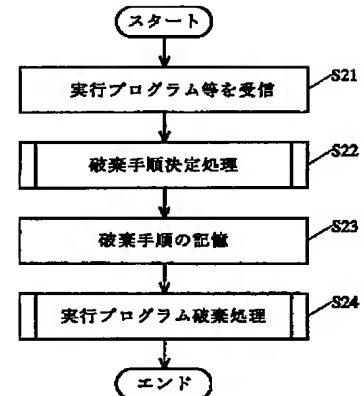 スタート
実行プログラム等を受信
S21
破棄手順決定処理
S22
破棄手順の記憶
S23
実行プログラム破棄処理
S24
エンド